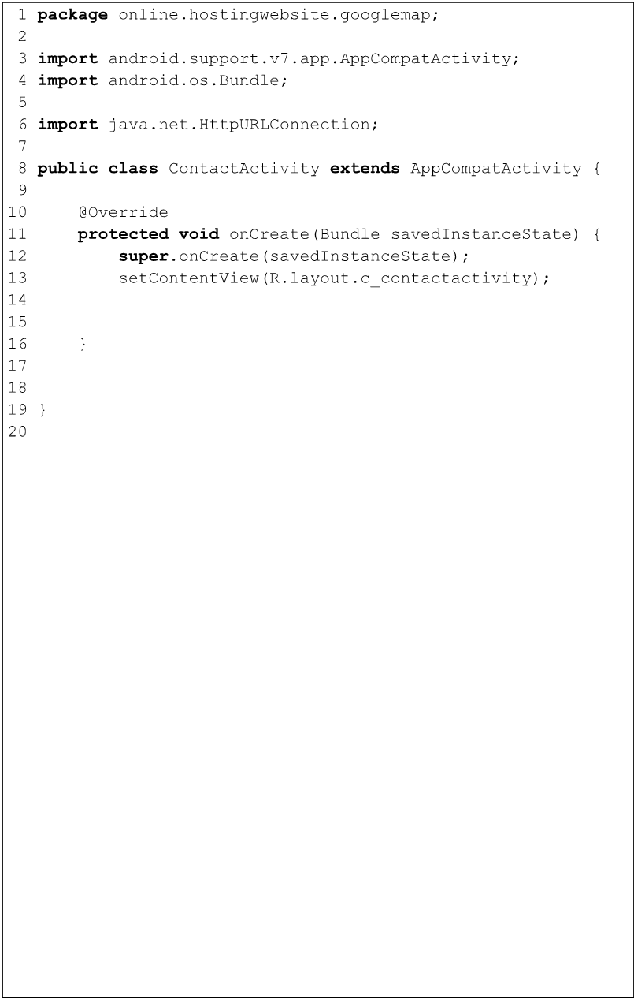 1 package online.hostingwebsite.googlemap;
2
3 import android.support.v7.app.AppCompatActivity;
4 import android.os.Bundle;
5
6 import java.net.HttpURLConnection;
7
8 public class ContactActivity extends AppCompatActivity {
9
10     @Override
11     protected void onCreate(Bundle savedInstanceState) {
12         super.onCreate(savedInstanceState);
13         setContentView(R.layout.c_contactactivity);
14
15
16     }
17
18
19 }
20